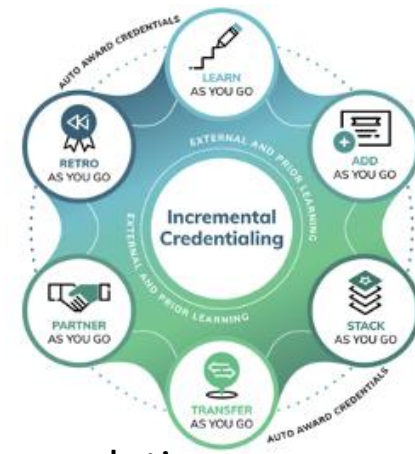 AUTO AWARD CREDENTIALS
LEARN
AS YOU GO
RETRO
AS YOU GO
EXTERNAL AND PRIOR LEARNING
ADD
AS YOU GO
Incremental
Credentialing
EXTERNAL AND PRIOR LEARNING
PARTNER
AS YOU GO
STACK
AS YOU GO
TRANSFER
AS YOU GO
AUTO AWARD CREDENTIALS